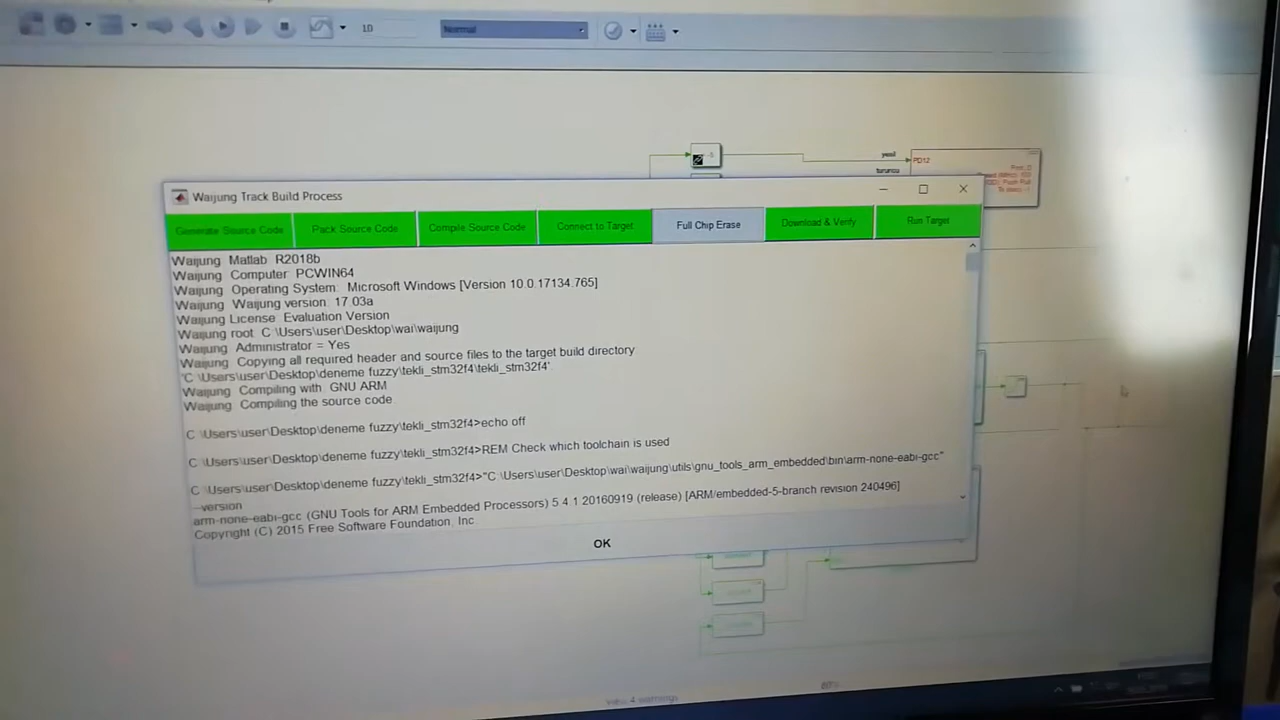 10
Normal
yesil
PD12
turuncu
Waijung Track Build Process
Generate Source Code
Pack Source Code
Compile Source Code
Connect to Target
Full Chip Erase
Download & Verify
Run Target
Waijung Matlab R2018b
Waijung Computer: PCWIN64
Waijung Operating System: Microsoft Windows [Version 10.0.17134.765]
Waijung Waijung version: 17.03a
Waijung License: Evaluation Version
Waijung root: C:\Users\user\Desktop\wai\waijung
Waijung Administrator = Yes
Waijung Copying all required header and source files to the target build directory
'C:\Users\user\Desktop\deneme fuzzy\tekli_stm32f4\tekli_stm32f4'
Waijung Compiling with: GNU ARM
Waijung Compiling the source code.
C:\Users\user\Desktop\deneme fuzzy\tekli_stm32f4>echo off
C:\Users\user\Desktop\deneme fuzzy\tekli_stm32f4>REM Check which toolchain is used
C:\Users\user\Desktop\deneme fuzzy\tekli_stm32f4>"C:\Users\user\Desktop\wai\waijung\utils\gnu_tools_arm_embedded\bin\arm-none-eabi-gcc"
--version
arm-none-eabi-gcc (GNU Tools for ARM Embedded Processors) 5.4.1 20160919 (release) [ARM/embedded-5-branch revision 240496]
Copyright (C) 2015 Free Software Foundation, Inc.
OK
View 4 warnings
80%